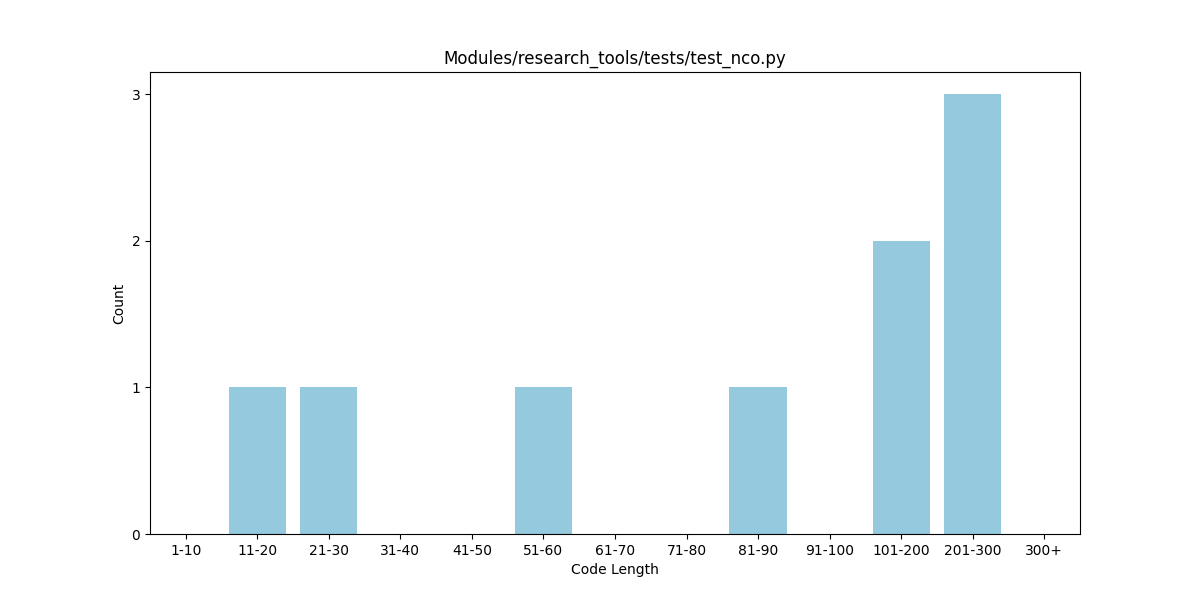 Modules/research_tools/tests/test_nco.py
3
2
1
0
Count
1-10 11-20 21-30 31-40 41-50 51-60 61-70 71-80 81-90 91-100 101-200 201-300 300+
Code Length